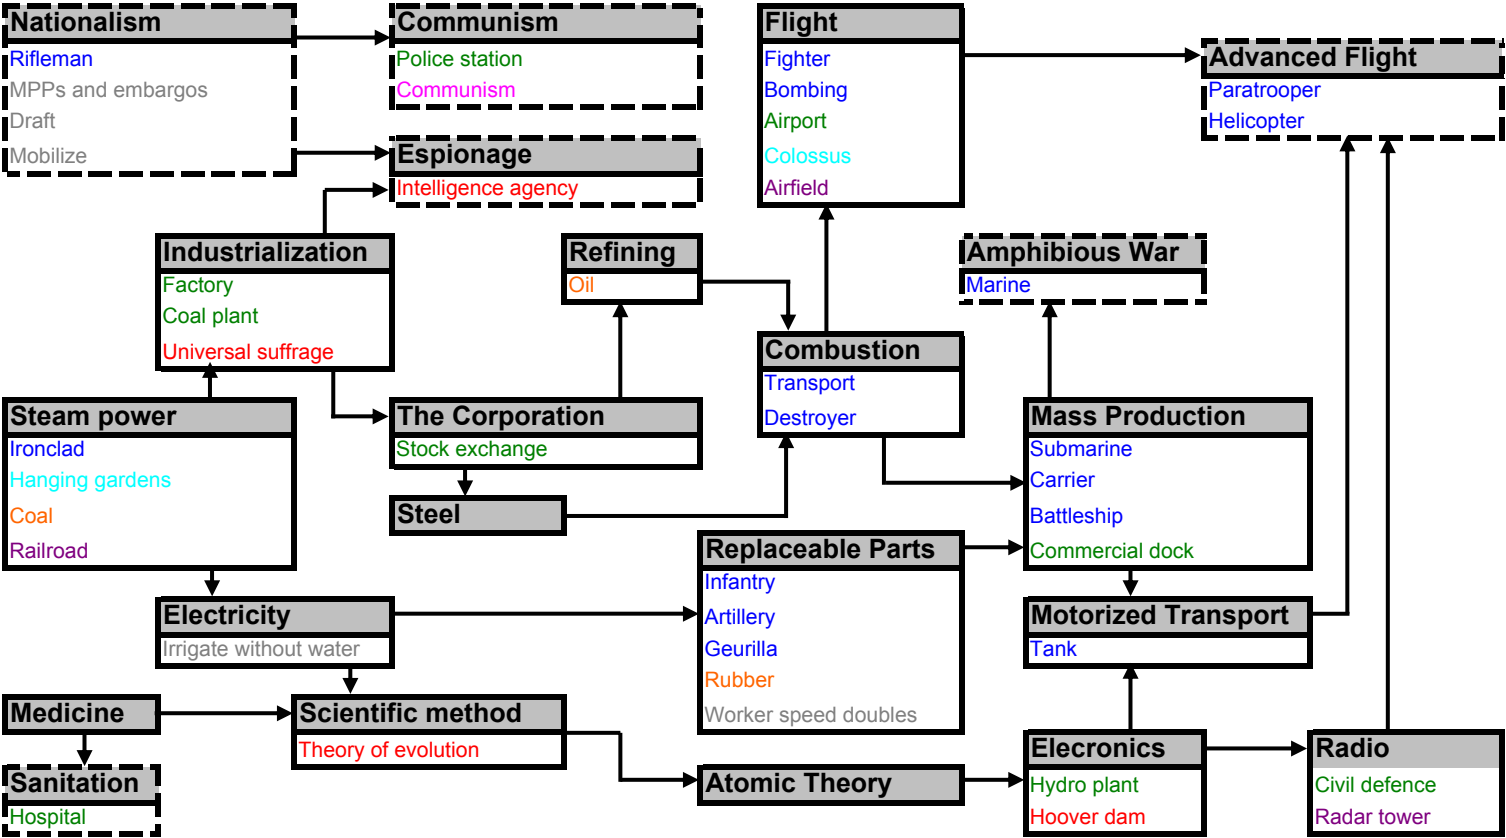 Nationalism
Rifleman
MPPs and embargos
Draft
Mobilize
Communism
Police station
Communism
Espionage
Intelligence agency
Flight
Fighter
Bombing
Airport
Colossus
Airfield
Advanced Flight
Paratrooper
Helicopter
Industrialization
Factory
Coal plant
Universal suffrage
Refining
Oil
Amphibious War
Marine
Combustion
Transport
Destroyer
Steam power
Ironclad
Hanging gardens
Coal
Railroad
The Corporation
Stock exchange
Steel
Mass Production
Submarine
Carrier
Battleship
Commercial dock
Replaceable Parts
Infantry
Artillery
Geurilla
Rubber
Worker speed doubles
Electricity
Irrigate without water
Motorized Transport
Tank
Medicine
Scientific method
Theory of evolution
Sanitation
Hospital
Atomic Theory
Elecronics
Hydro plant
Hoover dam
Radio
Civil defence
Radar tower